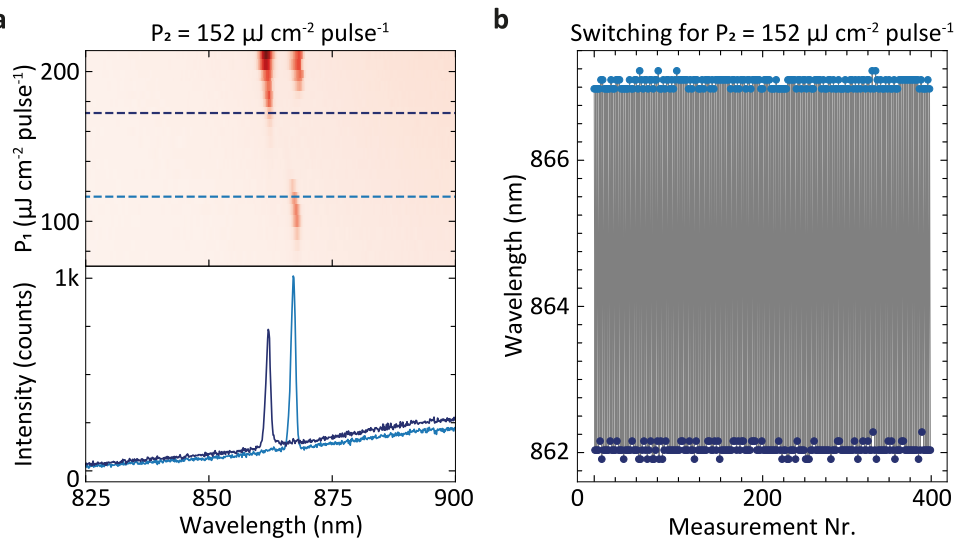 a
P₂ = 152 µJ cm⁻² pulse⁻¹
200
100
P₁ (µJ cm⁻² pulse⁻¹)
1k
0
Intensity (counts)
825 850 875 900
Wavelength (nm)
b
Switching for P₂ = 152 µJ cm⁻² pulse⁻¹
866
864
862
Wavelength (nm)
0 200 400
Measurement Nr.